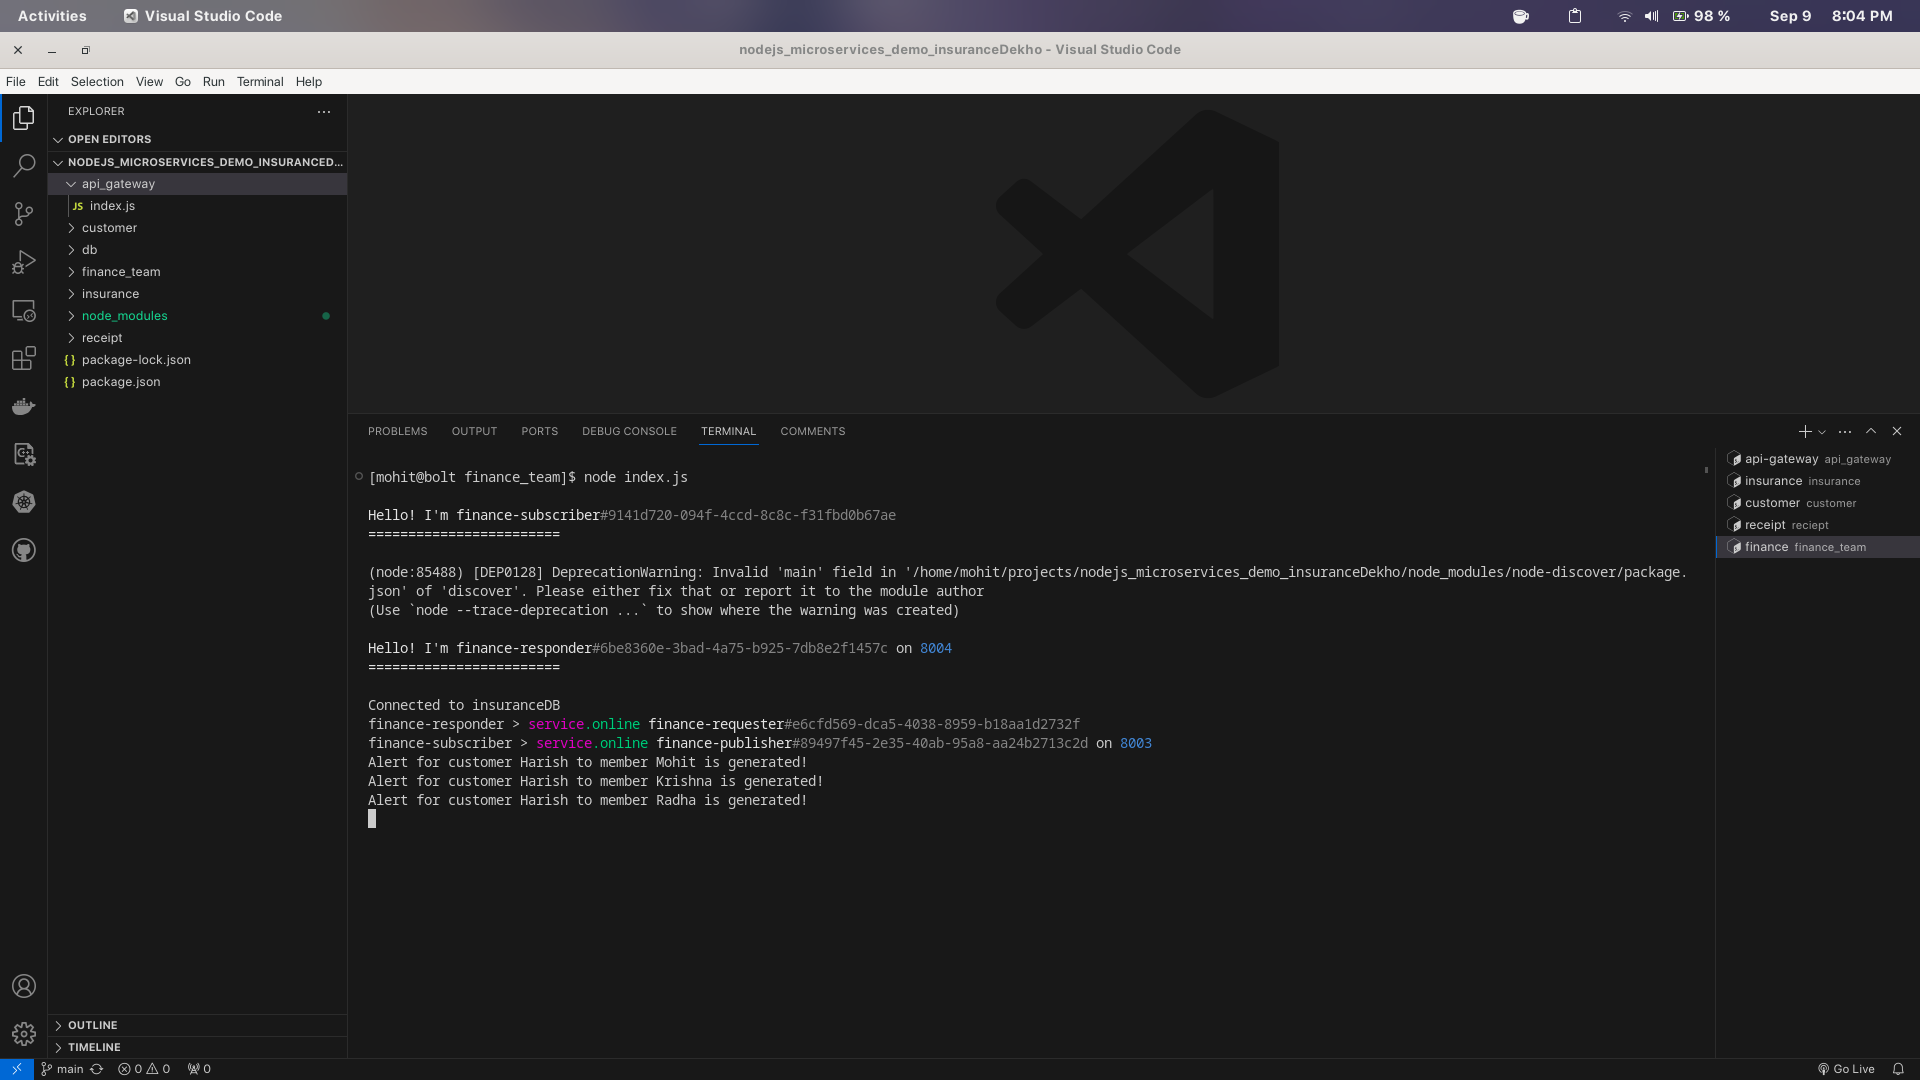 Activities
Visual Studio Code
98 %
Sep 9 8:04 PM
nodejs_microservices_demo_insuranceDekho - Visual Studio Code
File Edit Selection View Go Run Terminal Help
EXPLORER
OPEN EDITORS
NODEJS_MICROSERVICES_DEMO_INSURANCED...
api_gateway
JS index.js
customer
db
finance_team
insurance
node_modules
receipt
{} package-lock.json
{} package.json
OUTLINE
TIMELINE
PROBLEMS OUTPUT PORTS DEBUG CONSOLE TERMINAL COMMENTS
[mohit@bolt finance_team]$ node index.js
Hello! I'm finance-subscriber#9141d720-094f-4ccd-8c8c-f31fbd0b67ae
========================
(node:85488) [DEP0128] DeprecationWarning: Invalid 'main' field in '/home/mohit/projects/nodejs_microservices_demo_insuranceDekho/node_modules/node-discover/package.
json' of 'discover'. Please either fix that or report it to the module author
(Use `node --trace-deprecation ...` to show where the warning was created)
Hello! I'm finance-responder#6be8360e-3bad-4a75-b925-7db8e2f1457c on 8004
========================
Connected to insuranceDB
finance-responder > service.online finance-requester#e6cfd569-dca5-4038-8959-b18aa1d2732f
finance-subscriber > service.online finance-publisher#89497f45-2e35-40ab-95a8-aa24b2713c2d on 8003
Alert for customer Harish to member Mohit is generated!
Alert for customer Harish to member Krishna is generated!
Alert for customer Harish to member Radha is generated!
api-gateway api_gateway
insurance insurance
customer customer
receipt reciept
finance finance_team
main 0 0 0
Go Live